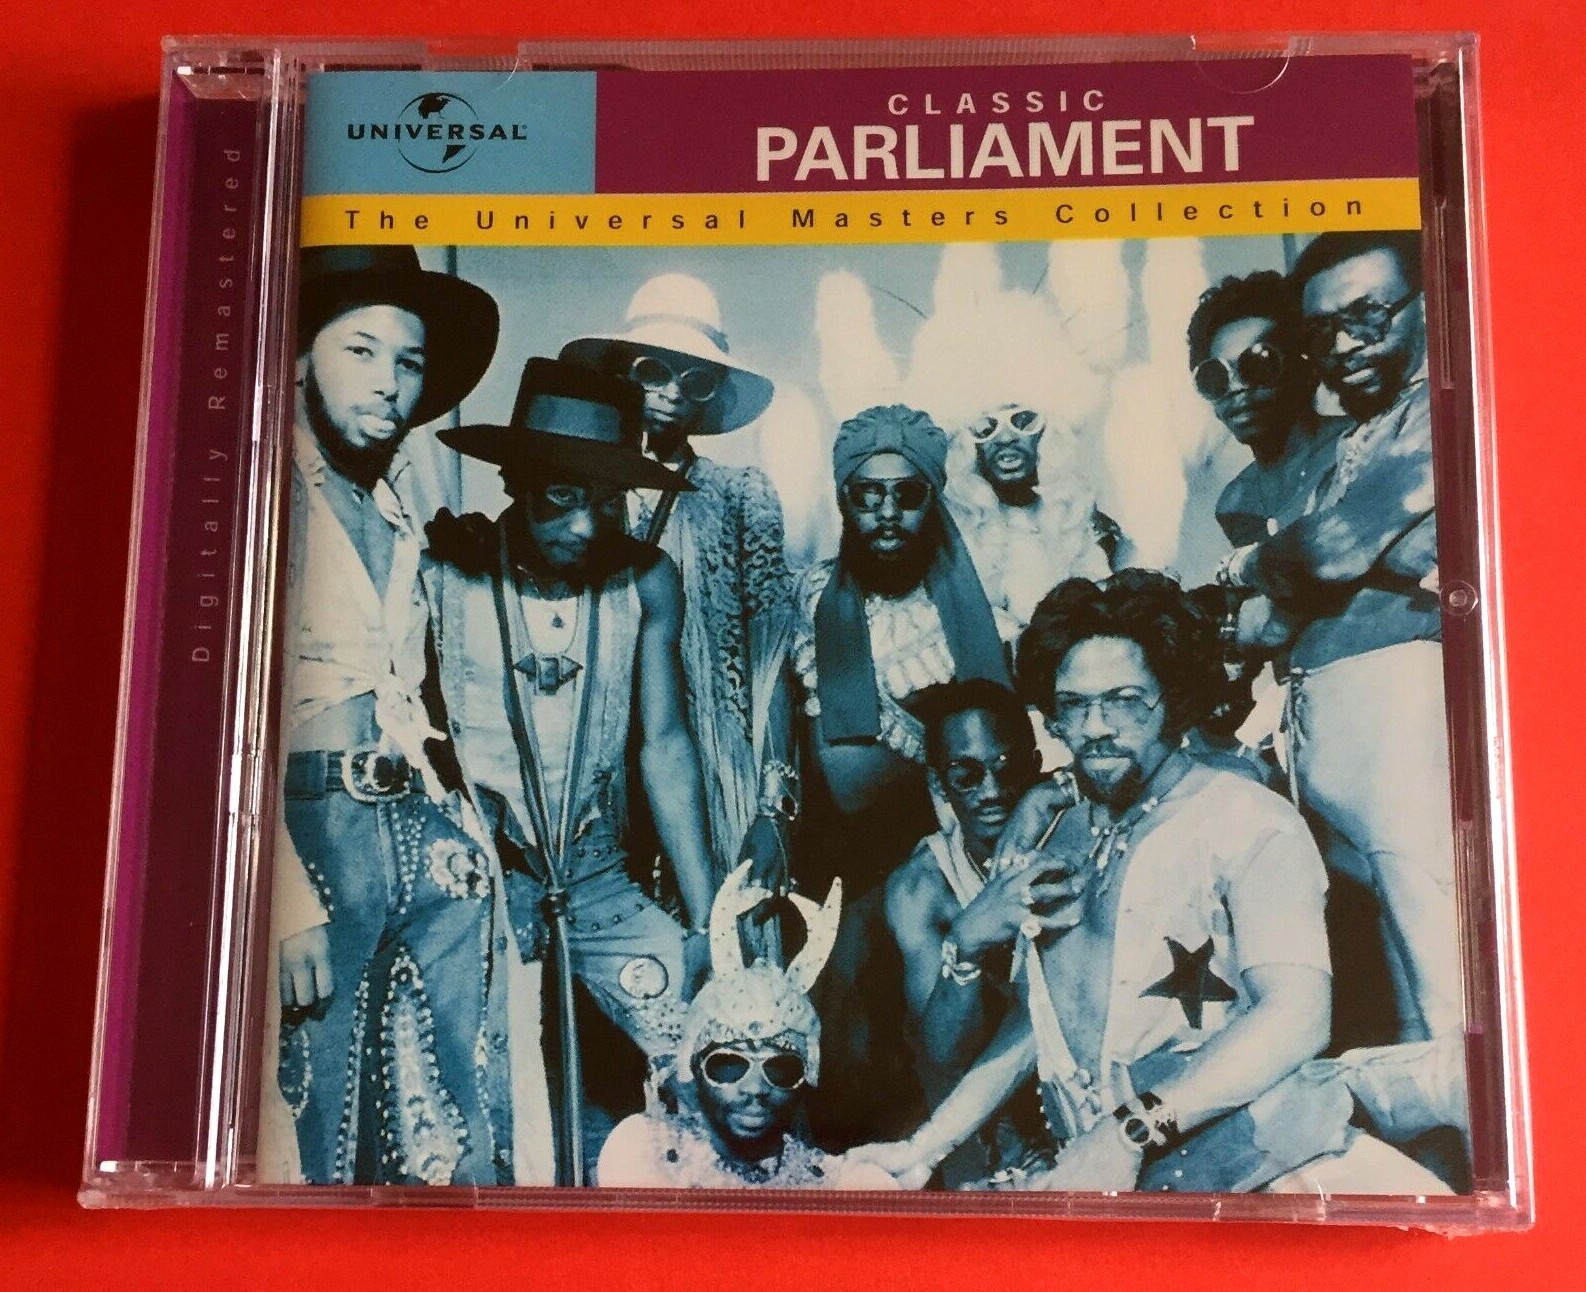 UNIVERSAL
CLASSIC
PARLIAMENT
The Universal Masters Collection
Digitally Remastered